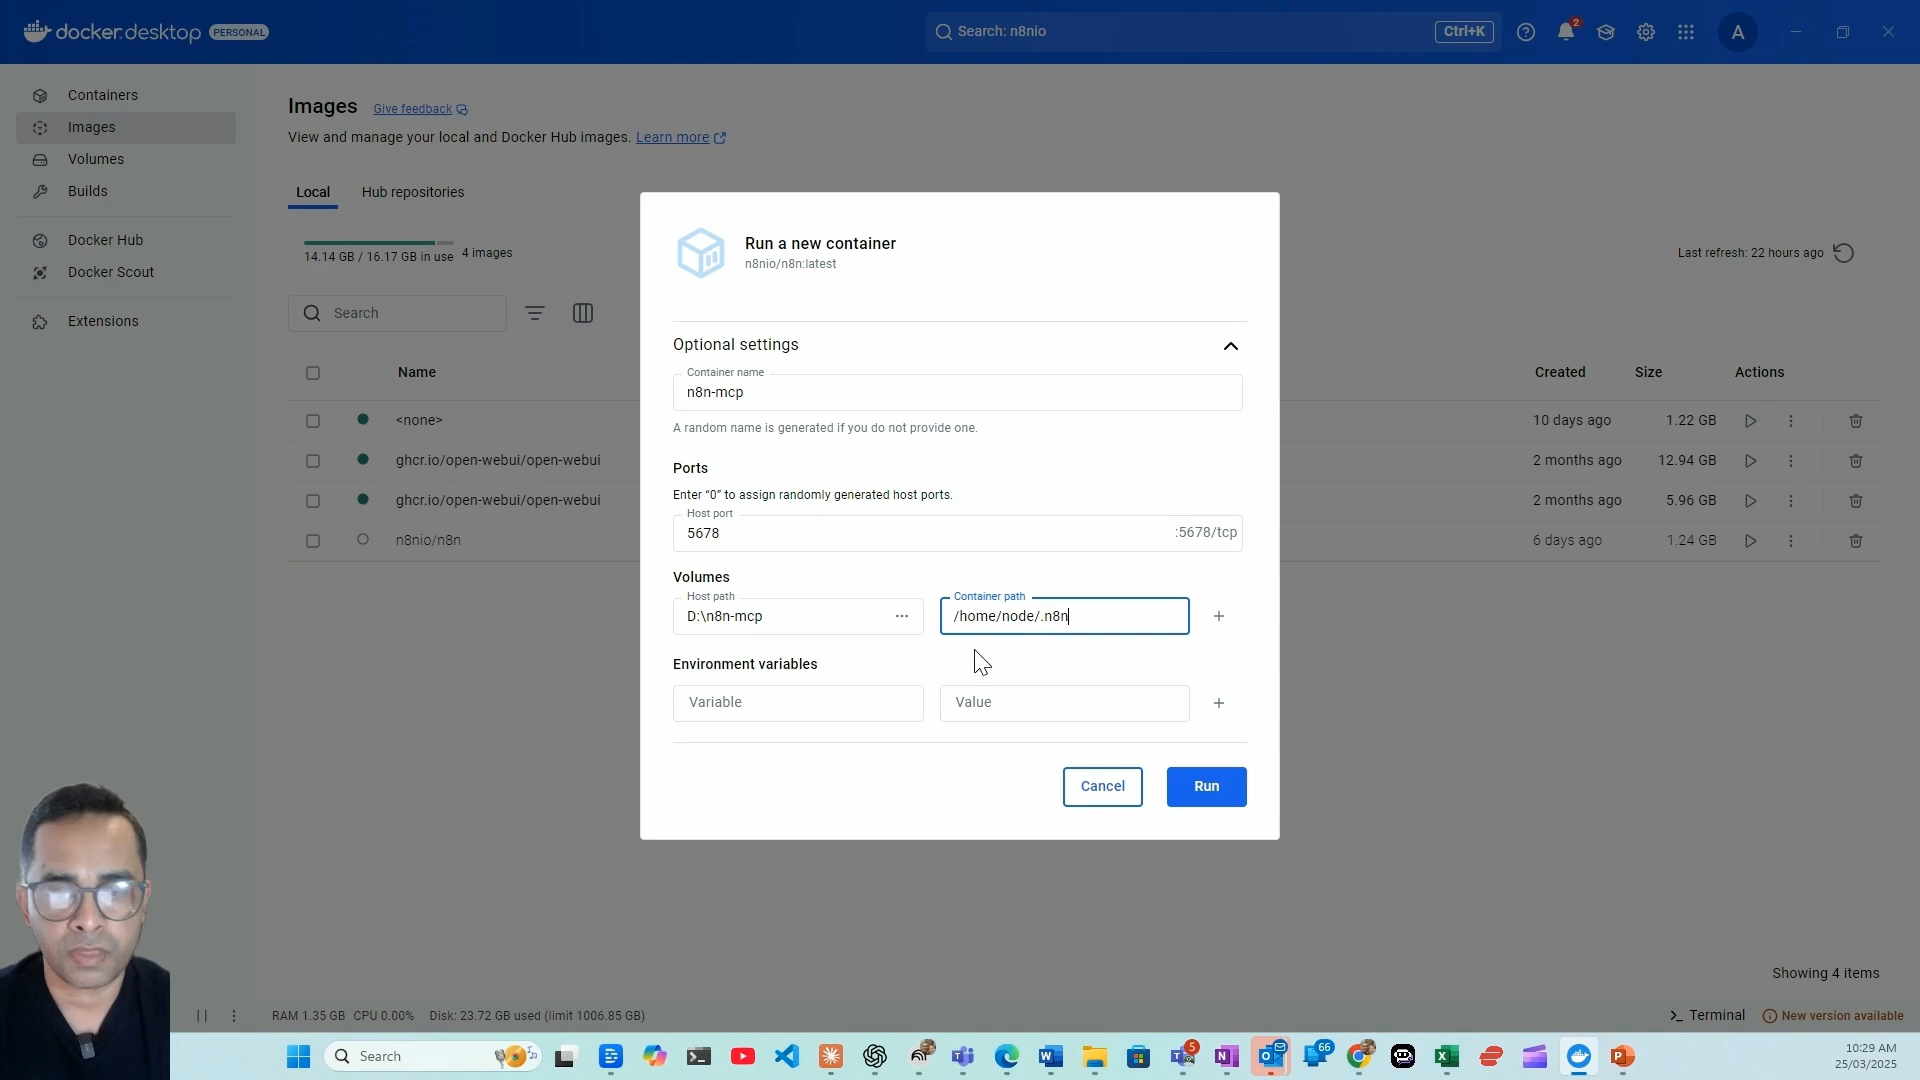 docker.desktop PERSONAL
Search: n8nio
Ctrl+K
2
A
Containers
Images
Volumes
Builds
Docker Hub
Docker Scout
Extensions
Images
Give feedback
View and manage your local and Docker Hub images. Learn more
Local
Hub repositories
14.14 GB / 16.17 GB in use
4 images
Last refresh: 22 hours ago
Search
Name
Created
Size
Actions
<none>
10 days ago
1.22 GB
ghcr.io/open-webui/open-webui
2 months ago
12.94 GB
ghcr.io/open-webui/open-webui
2 months ago
5.96 GB
n8nio/n8n
6 days ago
1.24 GB
Run a new container
n8nio/n8n:latest
Optional settings
Container name
n8n-mcp
A random name is generated if you do not provide one.
Ports
Enter “0” to assign randomly generated host ports.
Host port
5678
:5678/tcp
Volumes
Host path
D:\n8n-mcp
Container path
/home/node/.n8n
Environment variables
Variable
Value
Cancel
Run
Showing 4 items
RAM 1.35 GB CPU 0.00%
Disk: 23.72 GB used (limit 1006.85 GB)
Terminal
New version available
Search
5
66
10:29 AM
25/03/2025